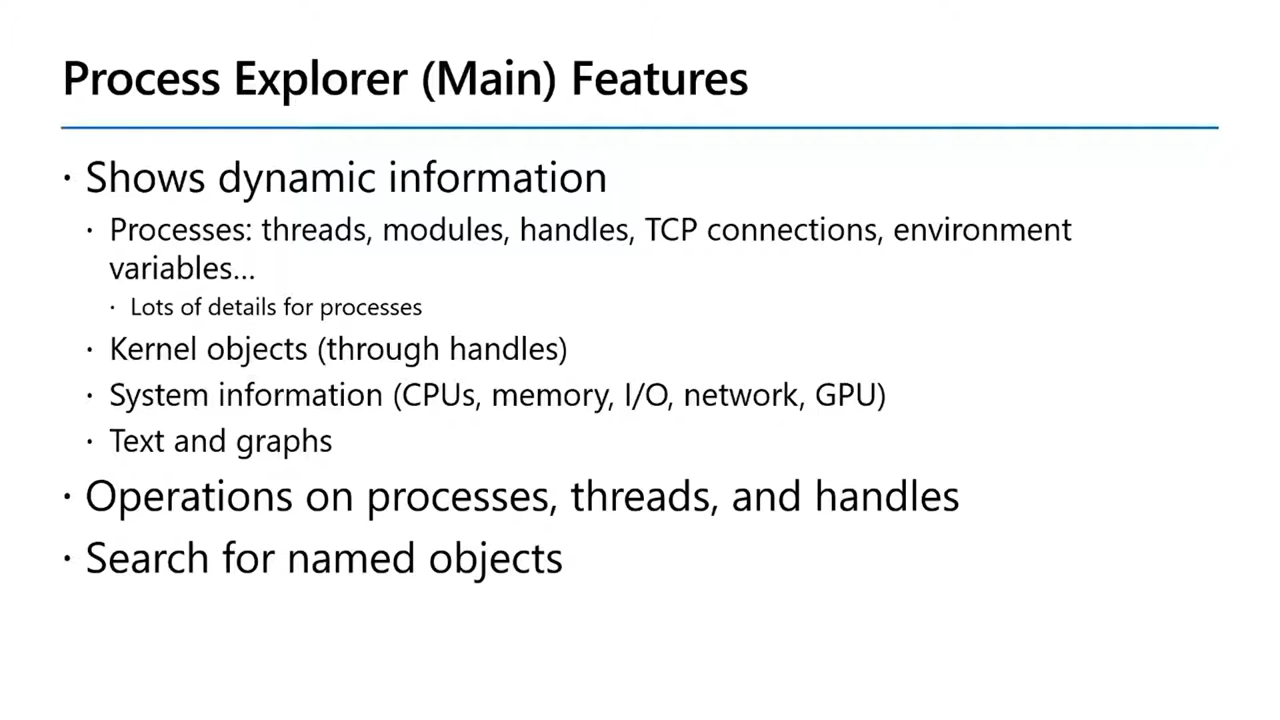 Process Explorer (Main) Features
· Shows dynamic information
· Processes: threads, modules, handles, TCP connections, environment
variables...
· Lots of details for processes
· Kernel objects (through handles)
· System information (CPUs, memory, I/O, network, GPU)
· Text and graphs
· Operations on processes, threads, and handles
· Search for named objects